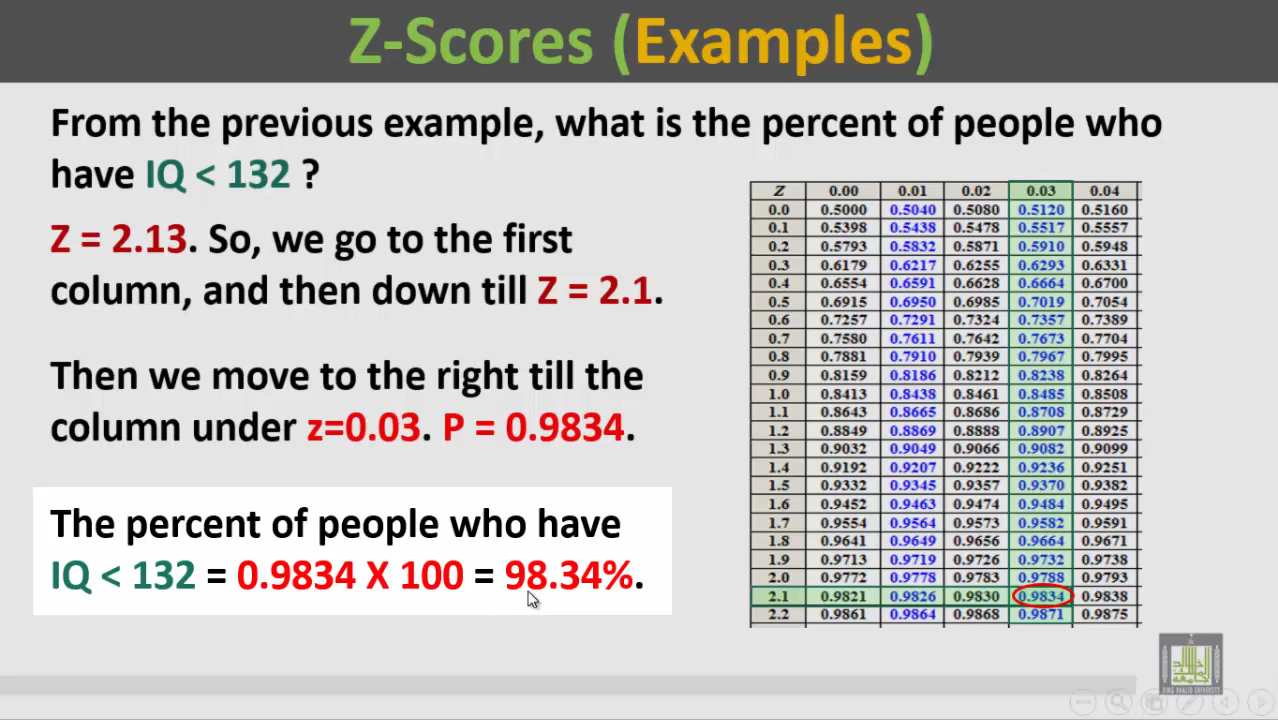 Z-Scores (Examples)
From the previous example, what is the percent of people who
have IQ < 132 ?
Z = 2.13. So, we go to the first
column, and then down till Z = 2.1.
Then we move to the right till the
column under z=0.03. P = 0.9834.
The percent of people who have
IQ < 132 = 0.9834 X 100 = 98.34%.
Z 0.00 0.01 0.02 0.03 0.04
0.0 0.5000 0.5040 0.5080 0.5120 0.5160
0.1 0.5398 0.5438 0.5478 0.5517 0.5557
0.2 0.5793 0.5832 0.5871 0.5910 0.5948
0.3 0.6179 0.6217 0.6255 0.6293 0.6331
0.4 0.6554 0.6591 0.6628 0.6664 0.6700
0.5 0.6915 0.6950 0.6985 0.7019 0.7054
0.6 0.7257 0.7291 0.7324 0.7357 0.7389
0.7 0.7580 0.7611 0.7642 0.7673 0.7704
0.8 0.7881 0.7910 0.7939 0.7967 0.7995
0.9 0.8159 0.8186 0.8212 0.8238 0.8264
1.0 0.8413 0.8438 0.8461 0.8485 0.8508
1.1 0.8643 0.8665 0.8686 0.8708 0.8729
1.2 0.8849 0.8869 0.8888 0.8907 0.8925
1.3 0.9032 0.9049 0.9066 0.9082 0.9099
1.4 0.9192 0.9207 0.9222 0.9236 0.9251
1.5 0.9332 0.9345 0.9357 0.9370 0.9382
1.6 0.9452 0.9463 0.9474 0.9484 0.9495
1.7 0.9554 0.9564 0.9573 0.9582 0.9591
1.8 0.9641 0.9649 0.9656 0.9664 0.9671
1.9 0.9713 0.9719 0.9726 0.9732 0.9738
2.0 0.9772 0.9778 0.9783 0.9788 0.9793
2.1 0.9821 0.9826 0.9830 0.9834 0.9838
2.2 0.9861 0.9864 0.9868 0.9871 0.9875
KING KHALID UNIVERSITY